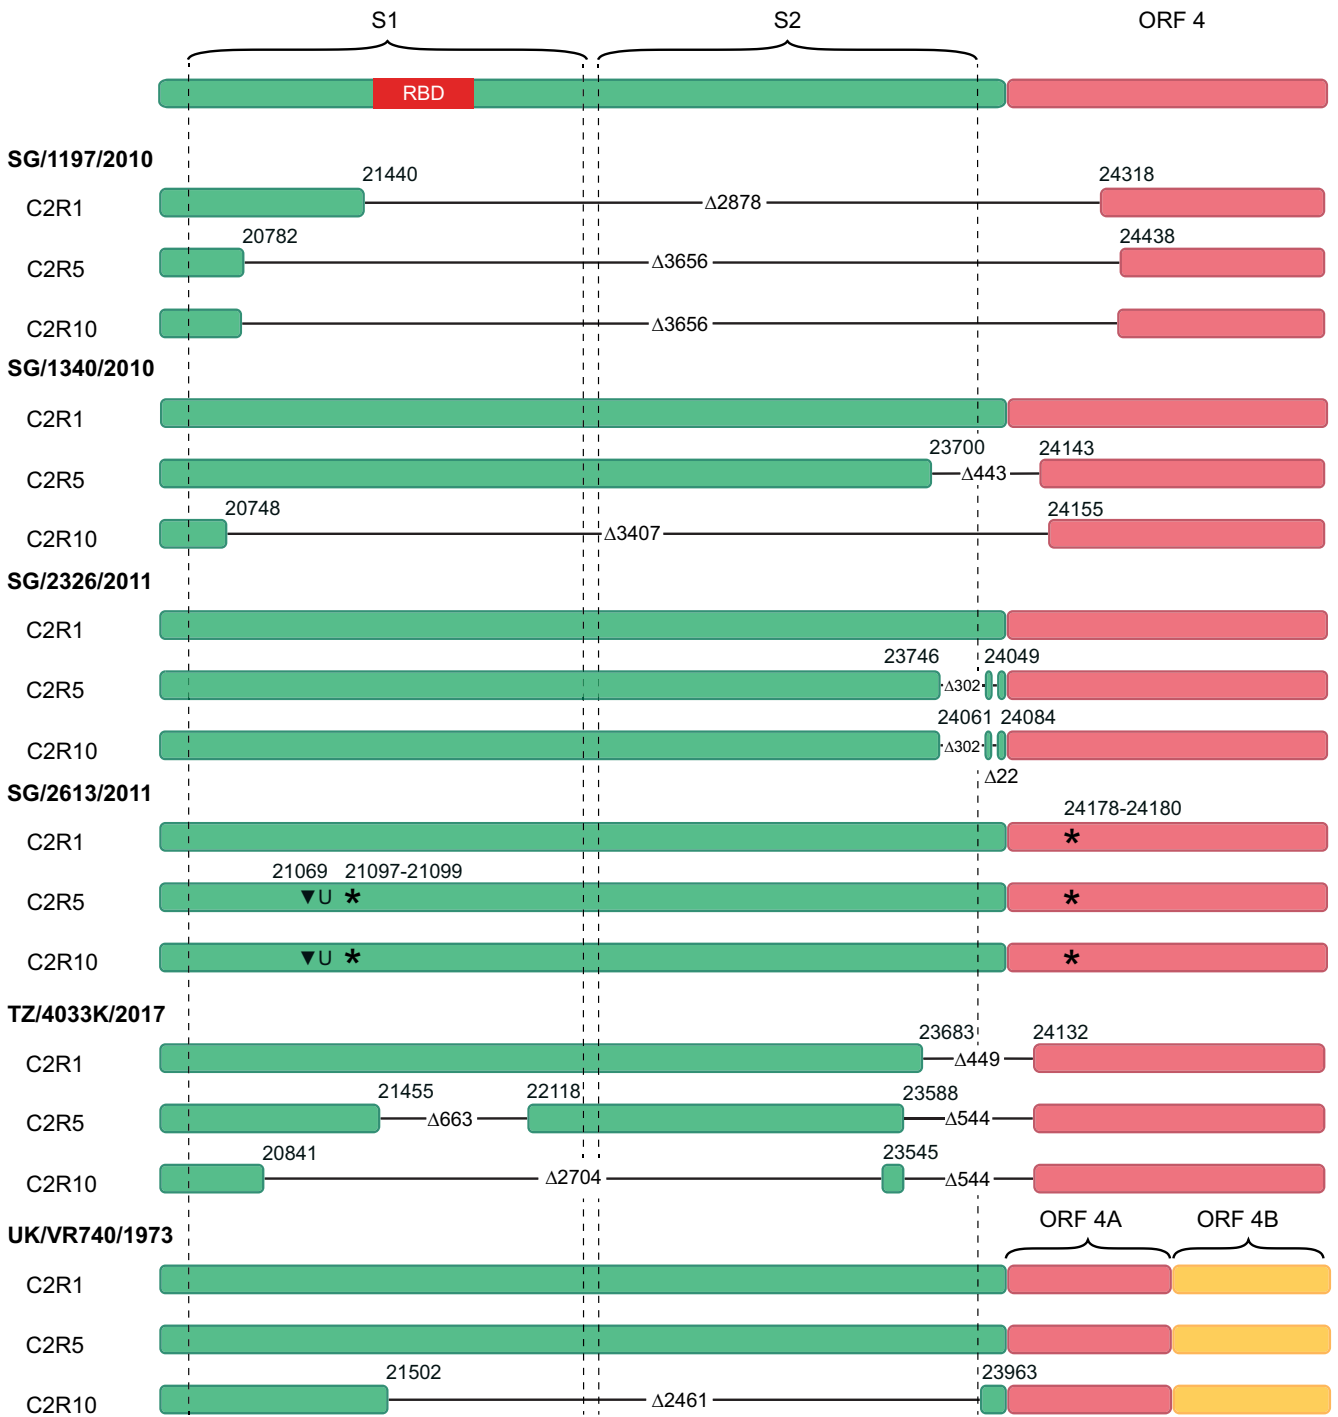 S1 S2 ORF 4
RBD
SG/1197/2010
21440 24318
C2R1 Δ2878
20782 24438
C2R5 Δ3656
C2R10 Δ3656
SG/1340/2010
C2R1
23700 24143
C2R5 Δ443
20748 24155
C2R10 Δ3407
SG/2326/2011
C2R1
23746 24049
C2R5 Δ302
24061 24084
C2R10 Δ302
Δ22
SG/2613/2011
24178-24180
C2R1 *
21069 21097-21099
C2R5 ▼U * *
C2R10 ▼U * *
TZ/4033K/2017
23683 24132
C2R1 Δ449
21455 22118 23588
C2R5 Δ663 Δ544
20841 23545
C2R10 Δ2704 Δ544
ORF 4A ORF 4B
UK/VR740/1973
C2R1
C2R5
21502 23963
C2R10 Δ2461